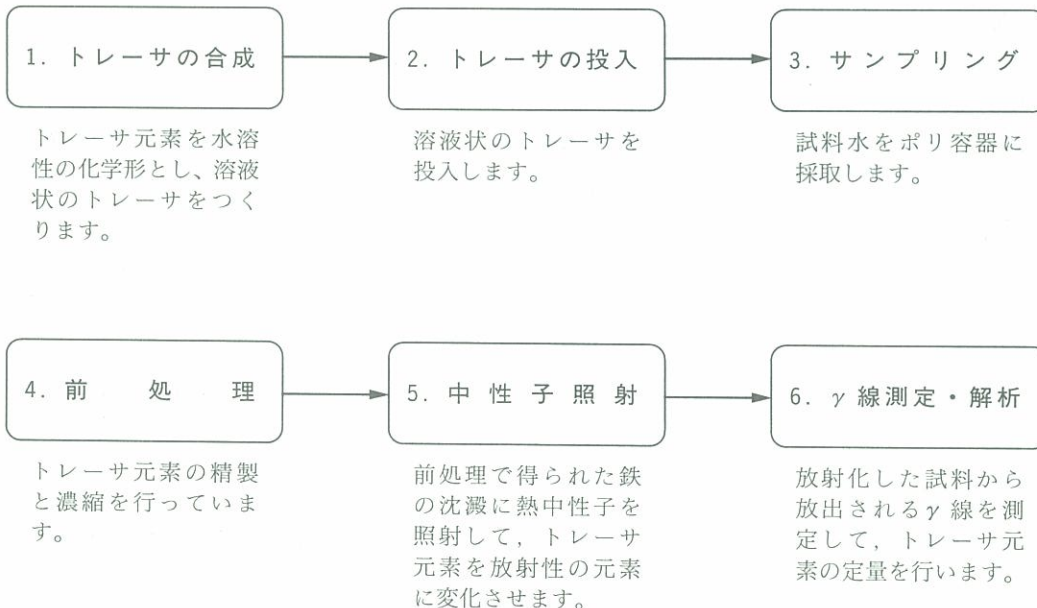 1. トレーサの合成
2. トレーサの投入
3. サンプリング
トレーサ元素を水溶
性の化学形とし、溶液
状のトレーサをつく
ります。
溶液状のトレーサを
投入します。
試料水をポリ容器に
採取します。
4. 前処理
5. 中性子照射
6. γ線測定・解析
トレーサ元素の精製
と濃縮を行っていま
す。
前処理で得られた鉄
の沈澱に熱中性子を
照射して，トレーサ
元素を放射性の元素
に変化させます。
放射化した試料から
放出されるγ線を測
定して，トレーサ元
素の定量を行います。